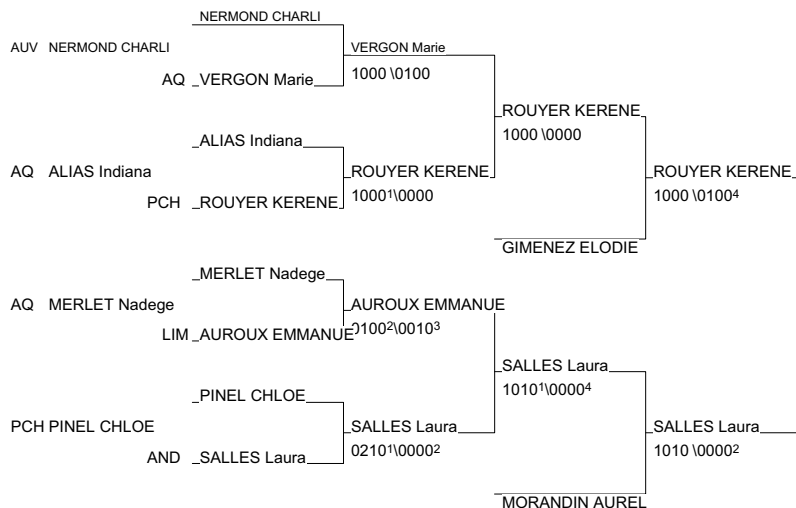 NERMOND CHARLI
AUV NERMOND CHARLI
VERGON Marie
AQ VERGON Marie
1000 \0100
ROUYER KERENE
1000 \0000
ALIAS Indiana
AQ ALIAS Indiana
ROUYER KERENE
1000¹\0000
PCH ROUYER KERENE
ROUYER KERENE
1000 \0100⁴
GIMENEZ ELODIE
MERLET Nadege
AQ MERLET Nadege
AUROUX EMMANUE
LIM AUROUX EMMANUE
0100²\0010³
SALLES Laura
1010¹\0000⁴
PINEL CHLOE
PCH PINEL CHLOE
SALLES Laura
0210¹\0000²
AND SALLES Laura
SALLES Laura
1010 \0000²
MORANDIN AUREL